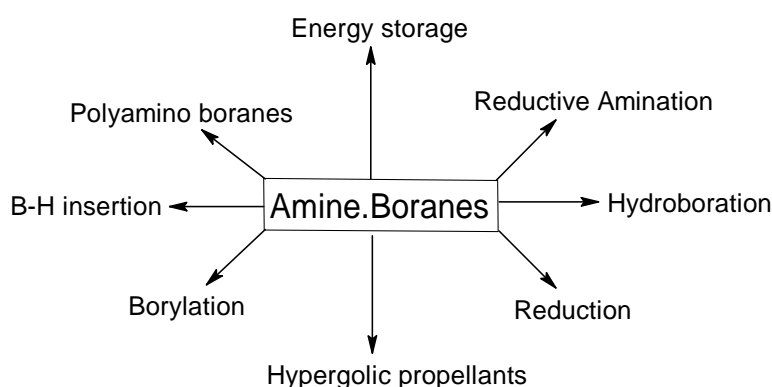 Energy storage
Reductive Amination
Polyamino boranes
B-H insertion
Amine.Boranes
Hydroboration
Borylation
Reduction
Hypergolic propellants